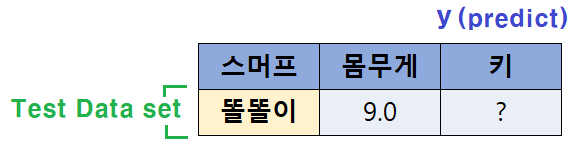 y (predict)
스머프 몸무게 키
Test Data set 똘똘이 9.0 ?